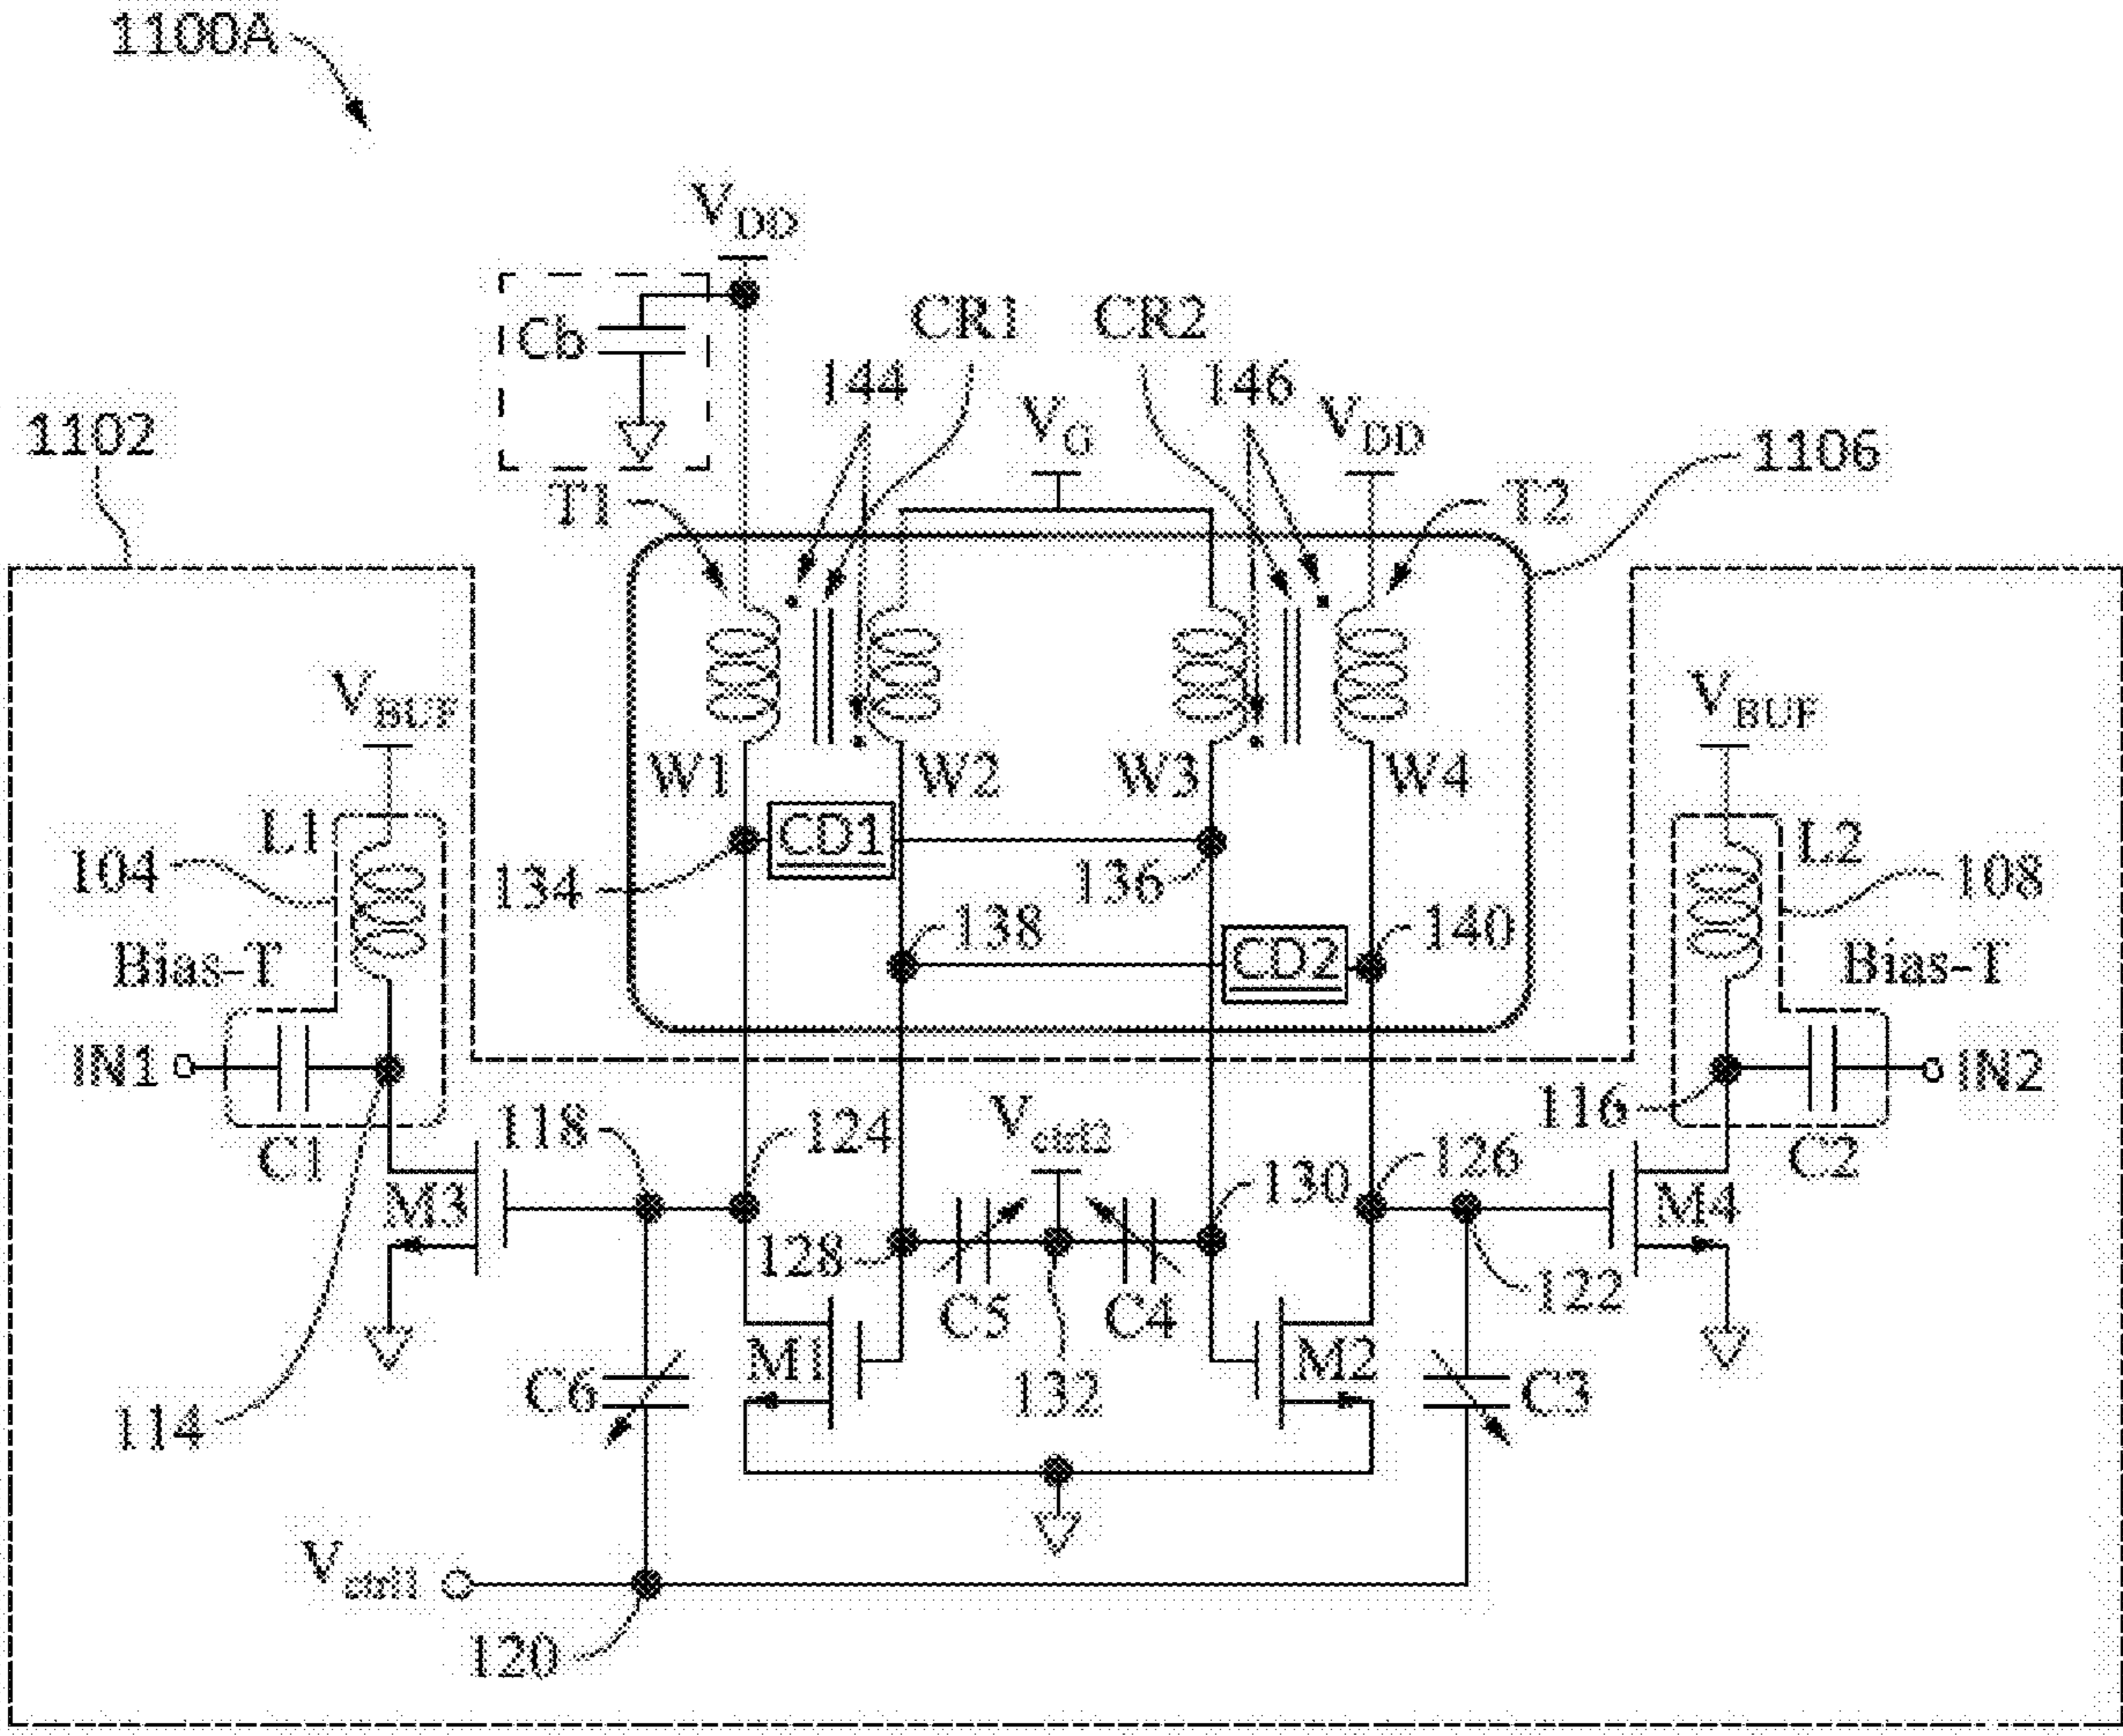 1100A
VDD
Cb
CR1
CR2
144
146
VG
VDD
1102
1106
T1
T2
VBUF
VBUF
W1
W2
W3
W4
L1
CD1
L2
104
134
136
108
138
CD2
140
Bias-T
Bias-T
IN1
IN2
C1
118
124
Vctrl2
130
126
116
C2
M3
M4
128
C5
C4
122
M1
M2
C6
132
C3
114
Vctrl1
120